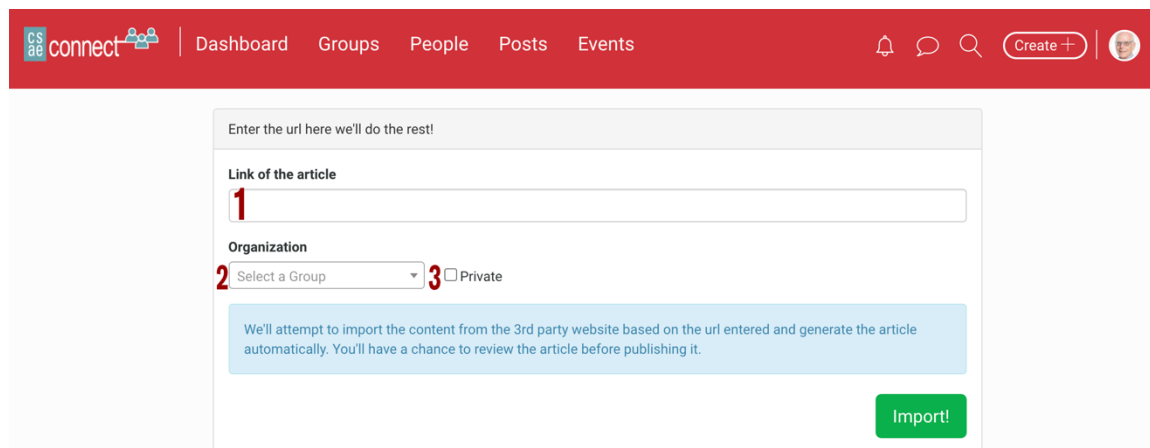 cs ae connect Dashboard Groups People Posts Events Create +
Enter the url here we'll do the rest!
Link of the article
1
Organization
2 Select a Group 3 Private
We'll attempt to import the content from the 3rd party website based on the url entered and generate the article
automatically. You'll have a chance to review the article before publishing it.
Import!